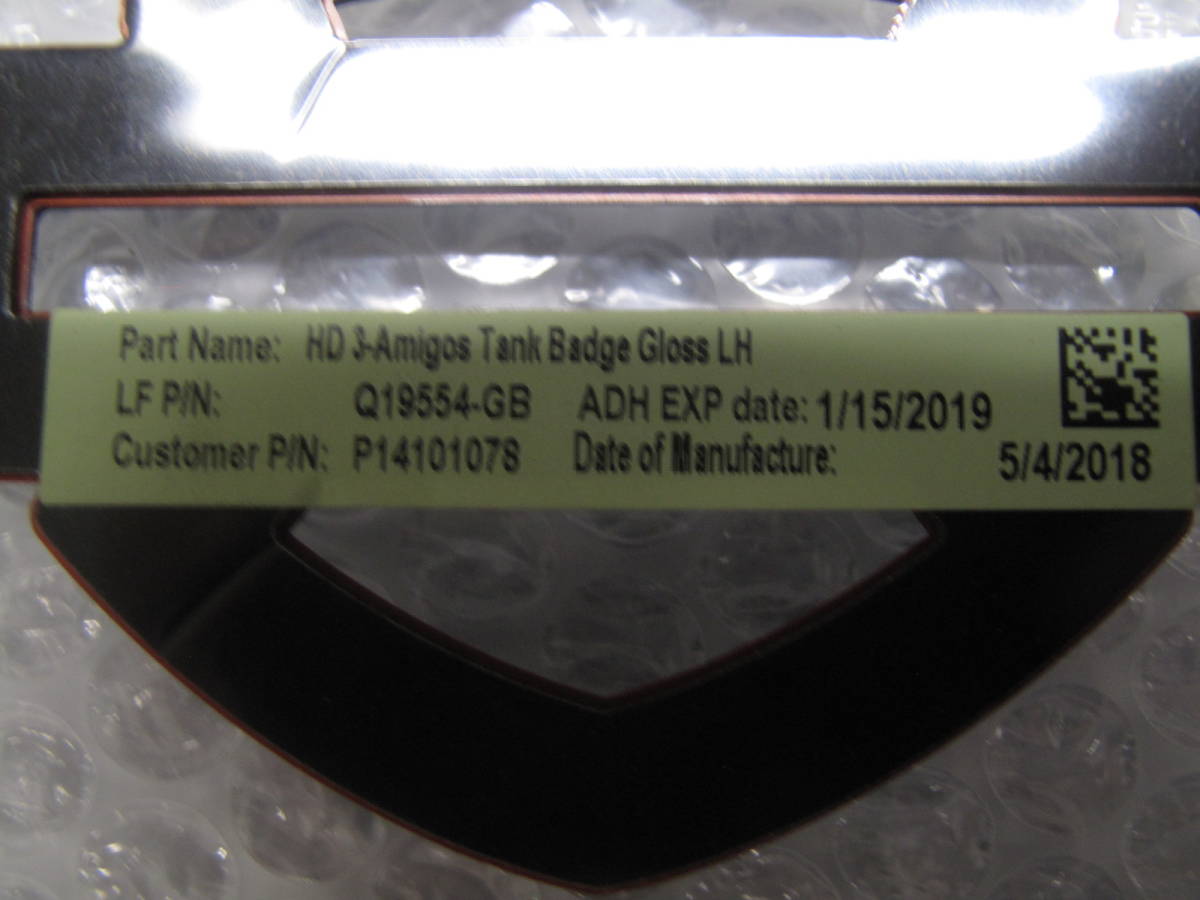 Part Name: HD 3-Amigos Tank Badge Gloss LH
LF P/N: Q19554-GB ADH EXP date: 1/15/2019
Customer P/N: P14101078 Date of Manufacture: 5/4/2018